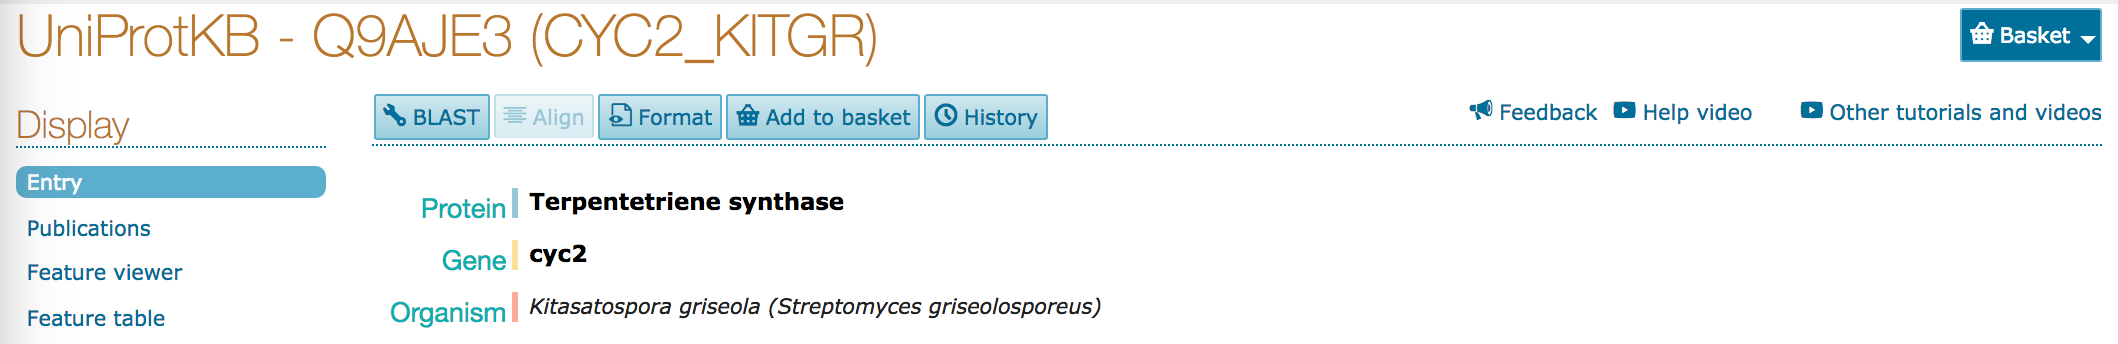 UniProtKB - Q9AJE3 (CYC2_KITGR)
Basket
Display
BLAST Align Format Add to basket History
Feedback Help video Other tutorials and videos
Entry
Publications
Feature viewer
Feature table
Protein Terpentetriene synthase
Gene cyc2
Organism Kitasatospora griseola (Streptomyces griseolosporeus)